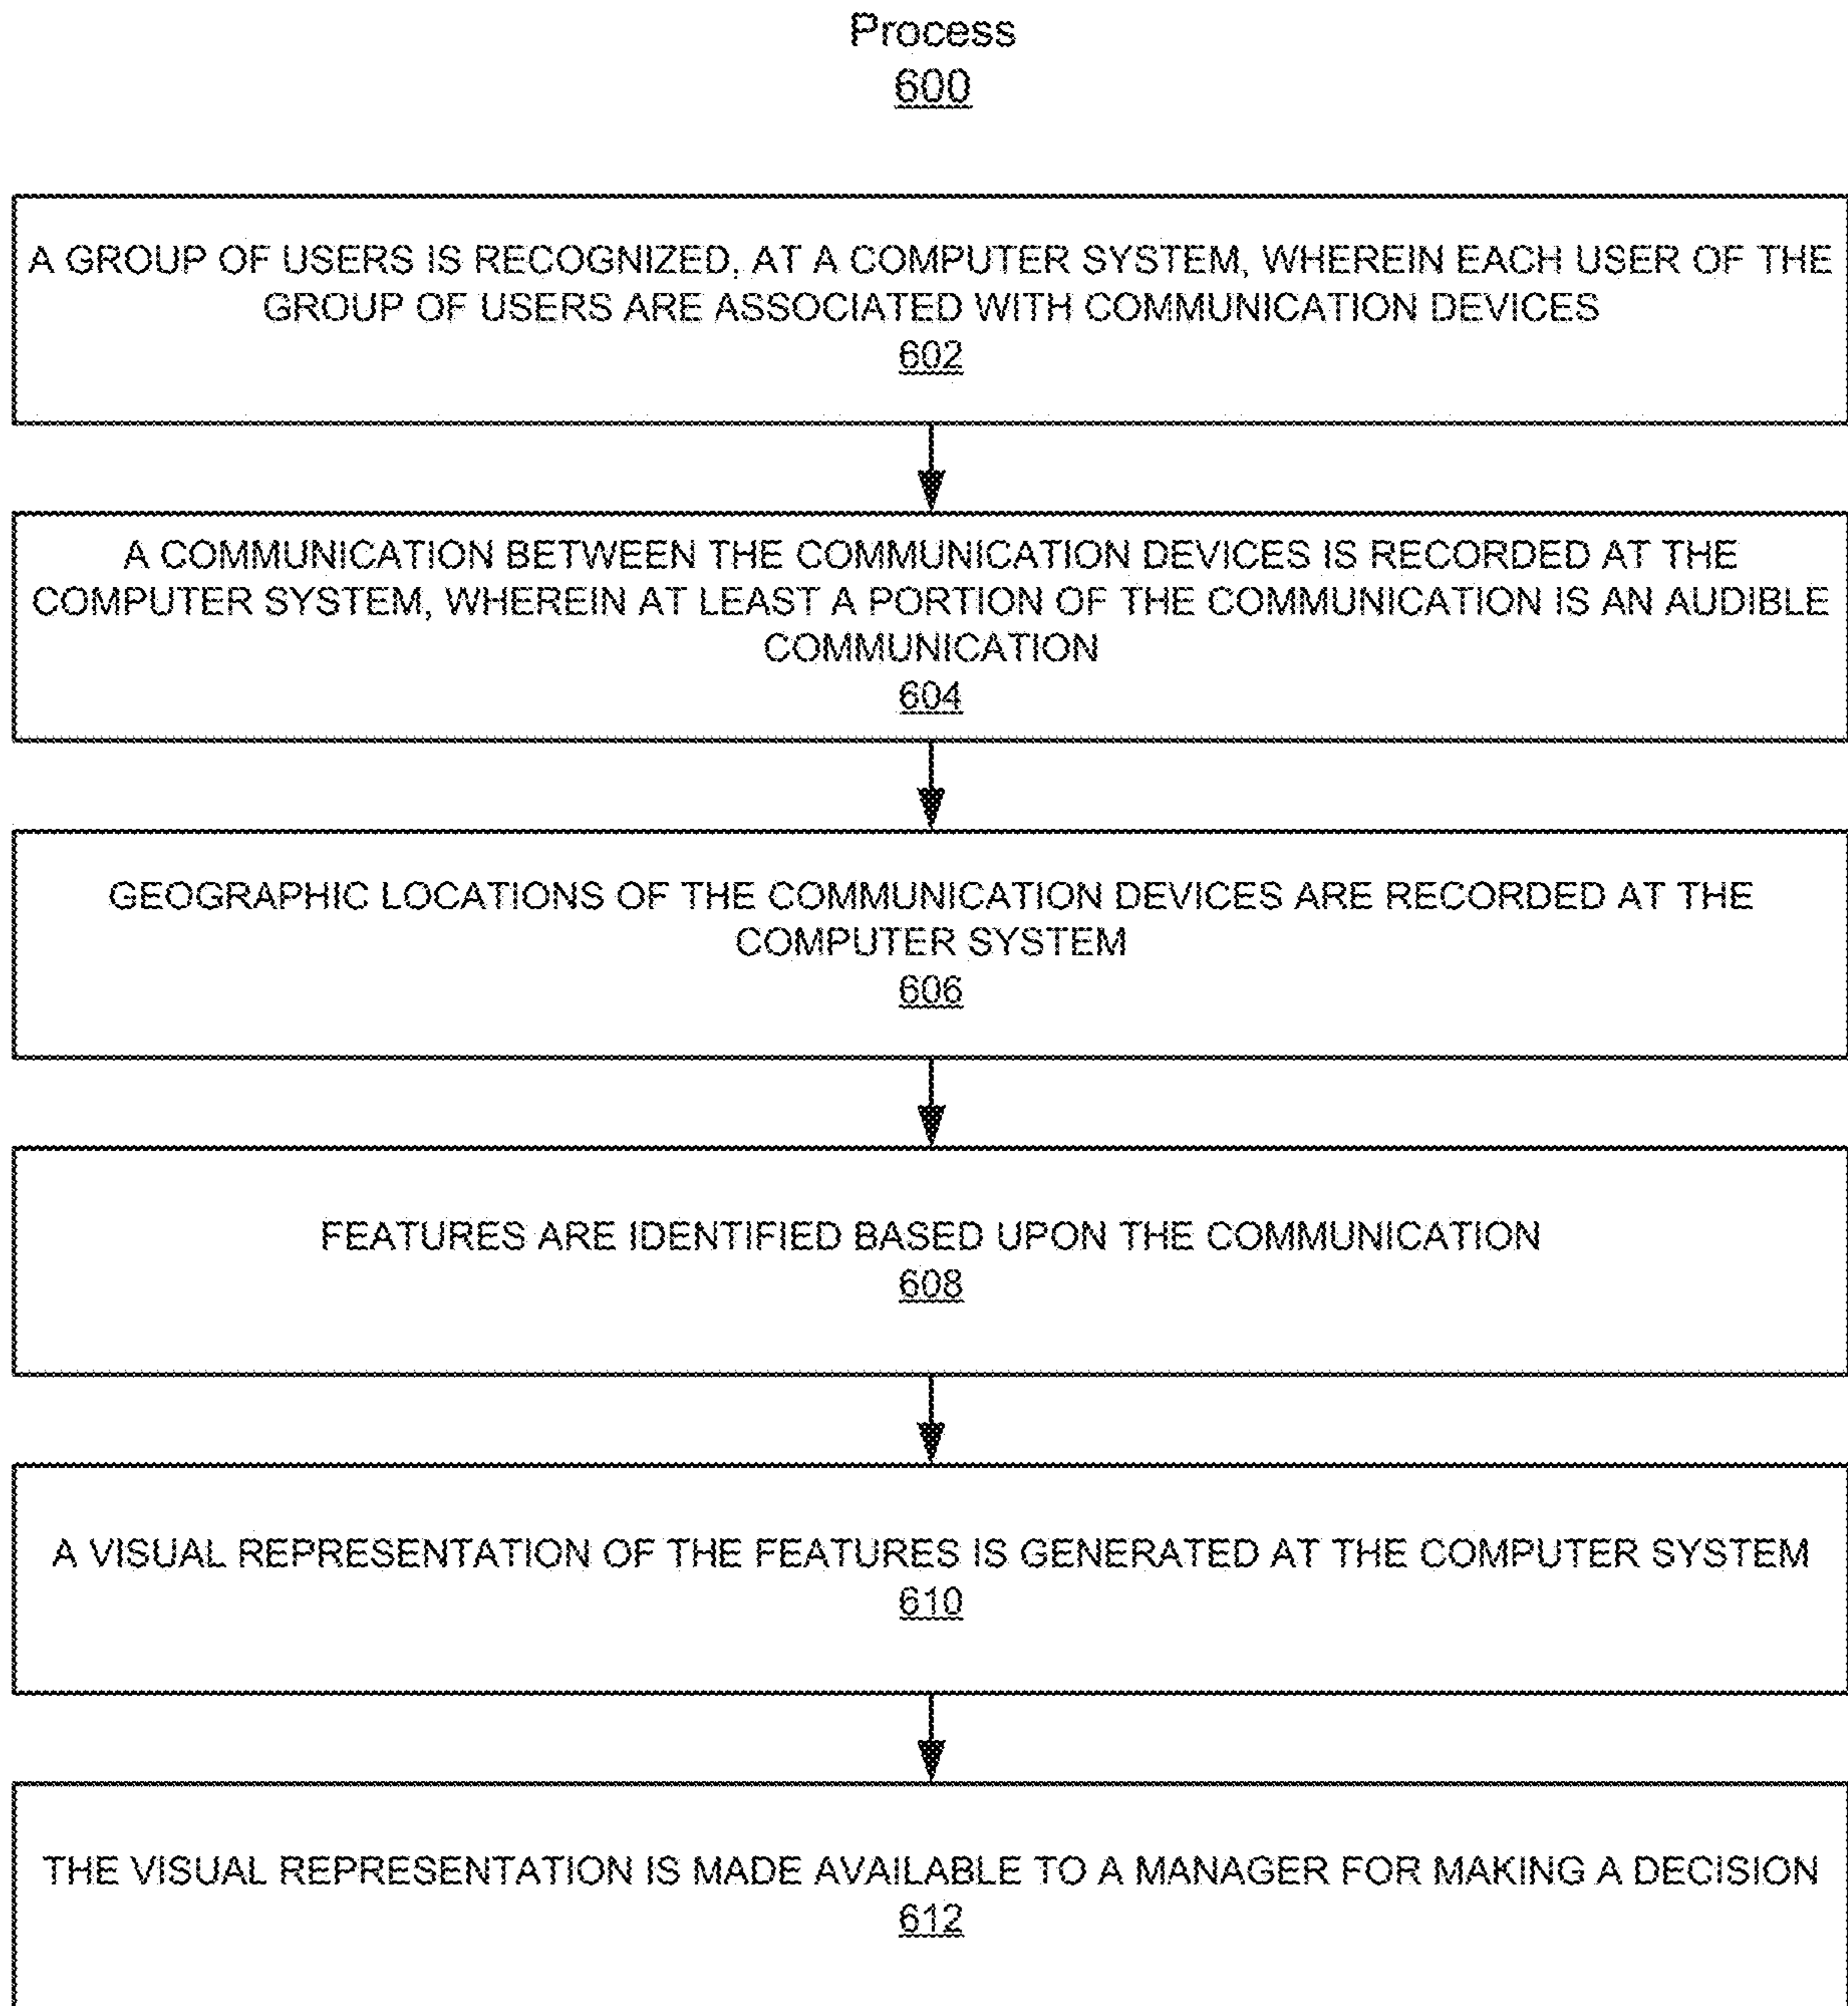 Process
600
A GROUP OF USERS IS RECOGNIZED, AT A COMPUTER SYSTEM, WHEREIN EACH USER OF THE
GROUP OF USERS ARE ASSOCIATED WITH COMMUNICATION DEVICES
602
A COMMUNICATION BETWEEN THE COMMUNICATION DEVICES IS RECORDED AT THE
COMPUTER SYSTEM, WHEREIN AT LEAST A PORTION OF THE COMMUNICATION IS AN AUDIBLE
COMMUNICATION
604
GEOGRAPHIC LOCATIONS OF THE COMMUNICATION DEVICES ARE RECORDED AT THE
COMPUTER SYSTEM
606
FEATURES ARE IDENTIFIED BASED UPON THE COMMUNICATION
608
A VISUAL REPRESENTATION OF THE FEATURES IS GENERATED AT THE COMPUTER SYSTEM
610
THE VISUAL REPRESENTATION IS MADE AVAILABLE TO A MANAGER FOR MAKING A DECISION
612